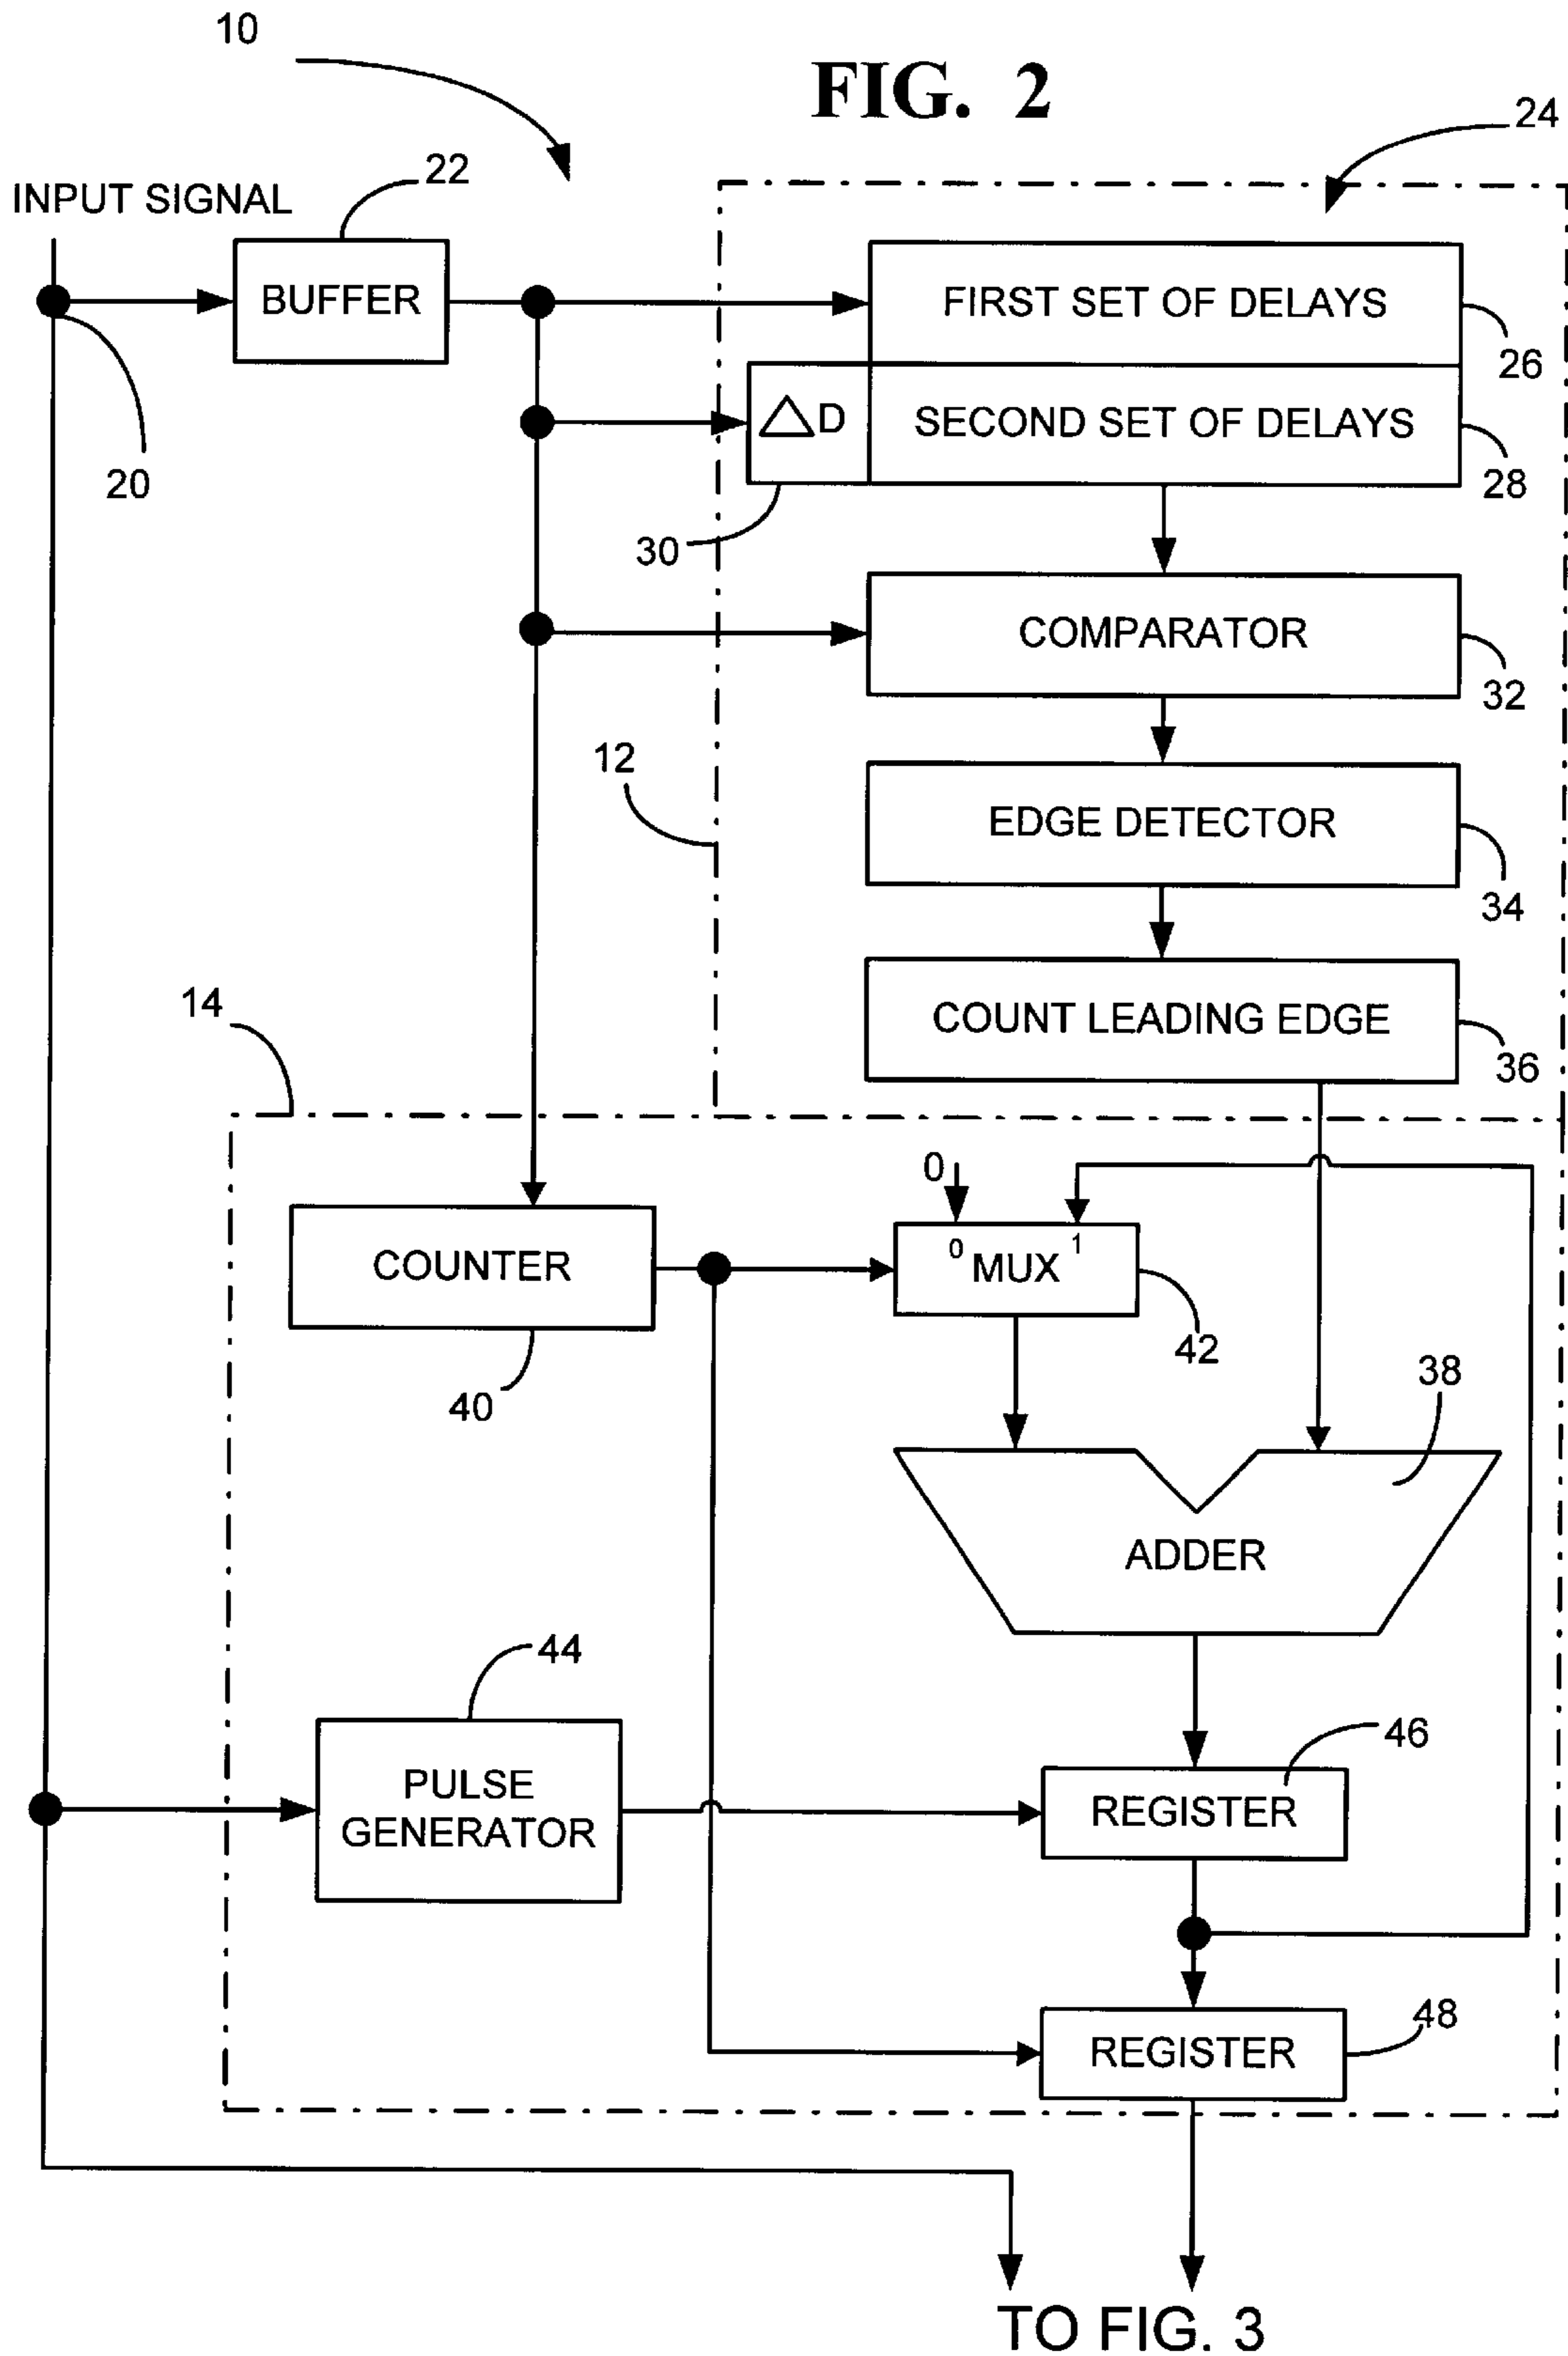 10
FIG. 2
24
INPUT SIGNAL
22
BUFFER
FIRST SET OF DELAYS
26
△D
SECOND SET OF DELAYS
28
20
30
COMPARATOR
32
12
EDGE DETECTOR
34
14
COUNT LEADING EDGE
36
0
0
1
MUX
COUNTER
42
40
38
ADDER
44
46
PULSE
GENERATOR
REGISTER
48
REGISTER
TO FIG. 3